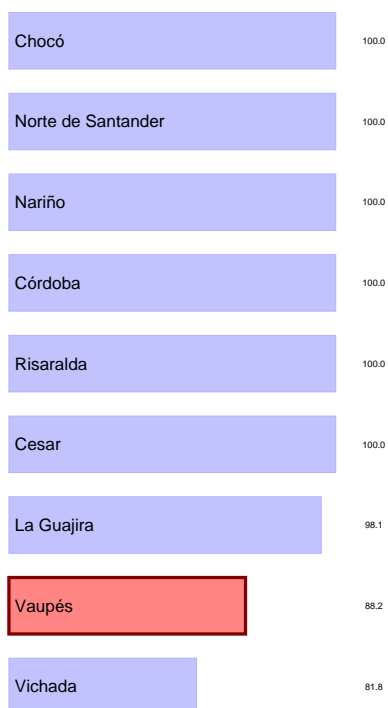 Chocó 100.0
Norte de Santander 100.0
Nariño 100.0
Córdoba 100.0
Risaralda 100.0
Cesar 100.0
La Guajira 98.1
Vaupés 88.2
Vichada 81.8